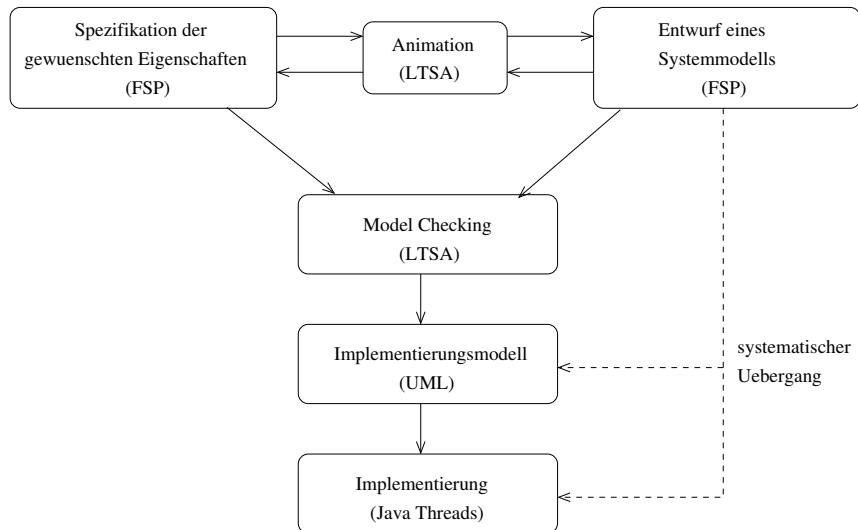 Spezifikation der
gewuenschten Eigenschaften
(FSP)
Animation
(LTSA)
Entwurf eines
Systemmodells
(FSP)
Model Checking
(LTSA)
Implementierungsmodell
(UML)
systematischer
Uebergang
Implementierung
(Java Threads)